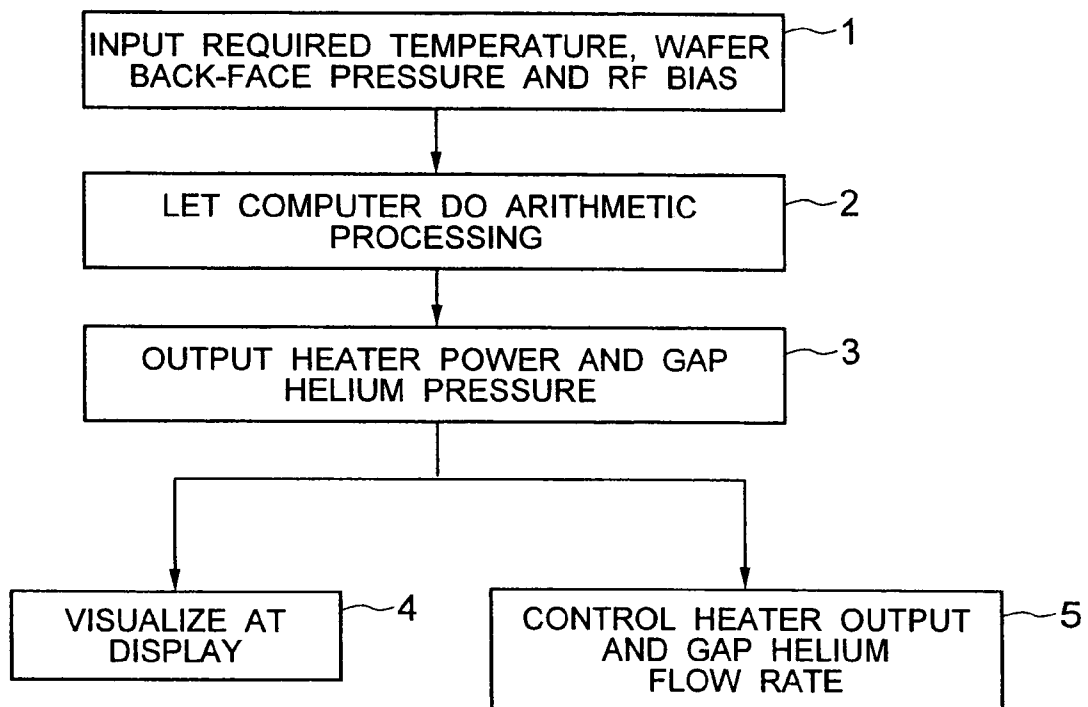 INPUT REQUIRED TEMPERATURE, WAFER
BACK-FACE PRESSURE AND RF BIAS
1
LET COMPUTER DO ARITHMETIC
PROCESSING
2
OUTPUT HEATER POWER AND GAP
HELIUM PRESSURE
3
VISUALIZE AT
DISPLAY
4
CONTROL HEATER OUTPUT
AND GAP HELIUM
FLOW RATE
5